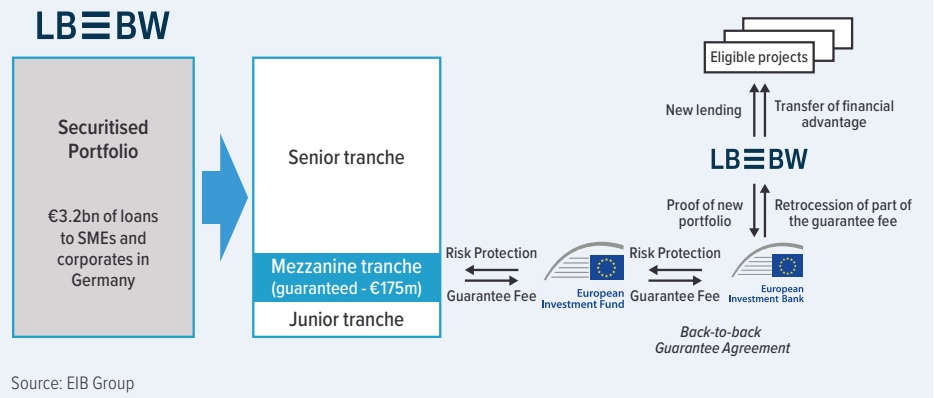 LBBW
Securitised
Portfolio
€3.2bn of loans
to SMEs and
corporates in
Germany
Senior tranche
Mezzanine tranche
(guaranteed - €175m)
Junior tranche
Risk Protection
Guarantee Fee
European
Investment Fund
Risk Protection
Guarantee Fee
Eligible projects
New lending
Transfer of financial
advantage
LBBW
Proof of new
portfolio
Retrocession of part of
the guarantee fee
European
Investment Bank
Back-to-back
Guarantee Agreement
Source: EIB Group